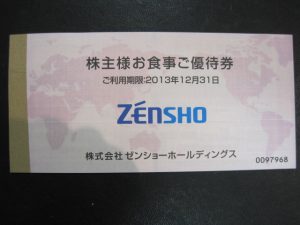 株主様お食事ご優待券
ご利用期限:2013年12月31日
ZENSHO
株式会社 ゼンショーホールディングス
0097968